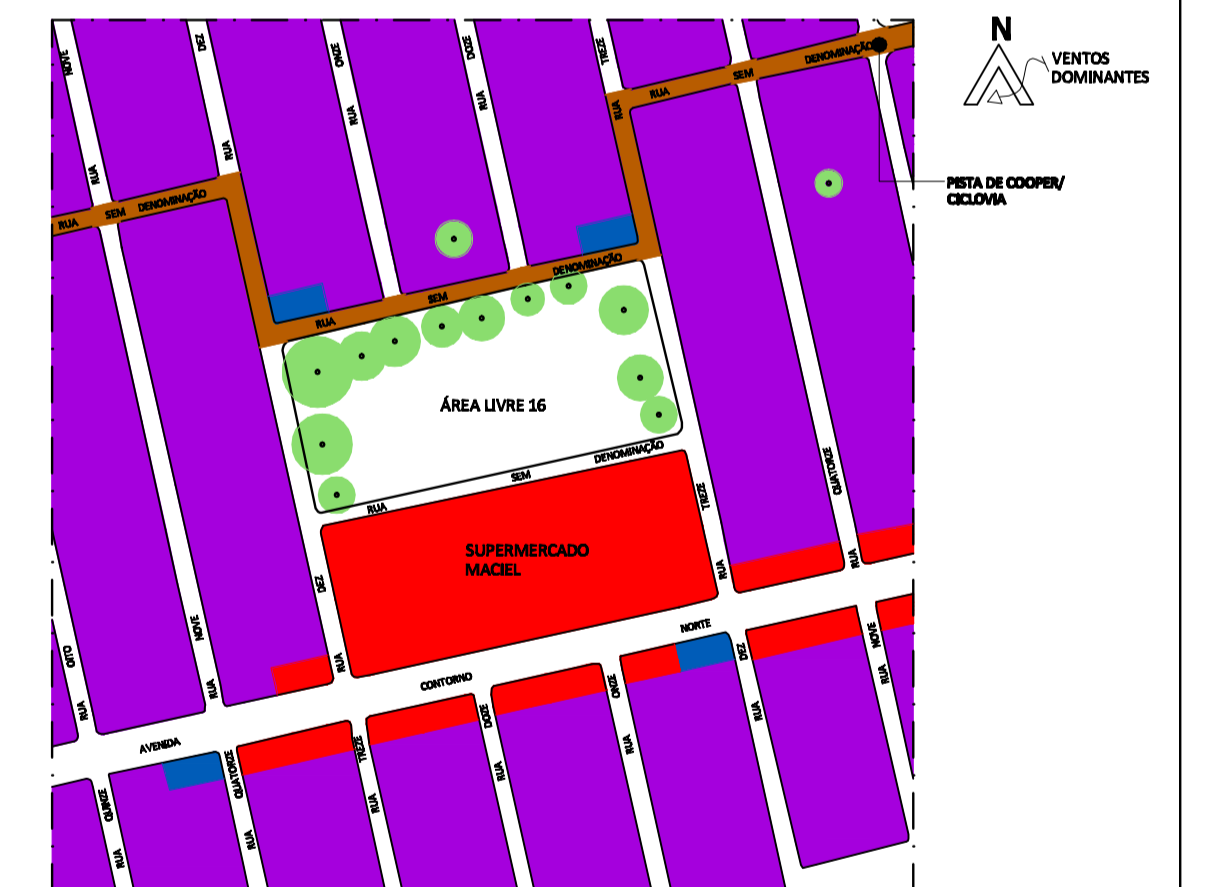 N
VENTOS
DOMINANTES
PISTA DE COOPER/
CICLOVIA
RUA NOVE
RUA DEZ
RUA ONZE
RUA DOZE
RUA TREZE
RUA SEM DENOMINAÇÃO
RUA SEM DENOMINAÇÃO
RUA SEM DENOMINAÇÃO
ÁREA LIVRE 16
RUA SEM DENOMINAÇÃO
SUPERMERCADO
MACIEL
RUA OITO
RUA NOVE
RUA DEZ
RUA TREZE
RUA QUATORZE
AVENIDA CONTORNO NORTE
RUA QUINZE
RUA QUATORZE
RUA TREZE
RUA DOZE
RUA ONZE
RUA DEZ
RUA NOVE